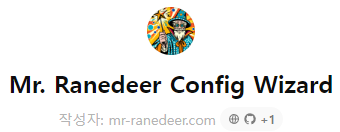 Mr. Ranedeer Config Wizard
작성자: mr-ranedeer.com +1